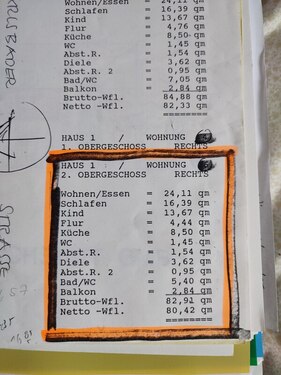 Wohnen/Essen = 24,11 qm
Schlafen = 16,39 qm
Kind = 13,67 qm
Flur = 4,76 qm
Küche = 8,50 qm
WC = 1,45 qm
Abst.R. = 1,54 qm
Diele = 3,62 qm
Abst.R. 2 = 0,95 qm
Bad/WC = 7,05 qm
Balkon = 2,84 qm
Brutto-Wfl. = 84,88 qm
Netto -Wfl. = 82,33 qm
========
HAUS 1 / WOHNUNG
1. OBERGESCHOSS RECHTS
HAUS 1 / WOHNUNG
2. OBERGESCHOSS RECHTS
Wohnen/Essen = 24,11 qm
Schlafen = 16,39 qm
Kind = 13,67 qm
Flur = 4,44 qm
Küche = 8,50 qm
WC = 1,45 qm
Abst.R. = 1,54 qm
Diele = 3,62 qm
Abst.R. 2 = 0,95 qm
Bad/WC = 5,40 qm
Balkon = 2,84 qm
Brutto-Wfl. = 82,91 qm
Netto -Wfl. = 80,42 qm
========
STRASSE